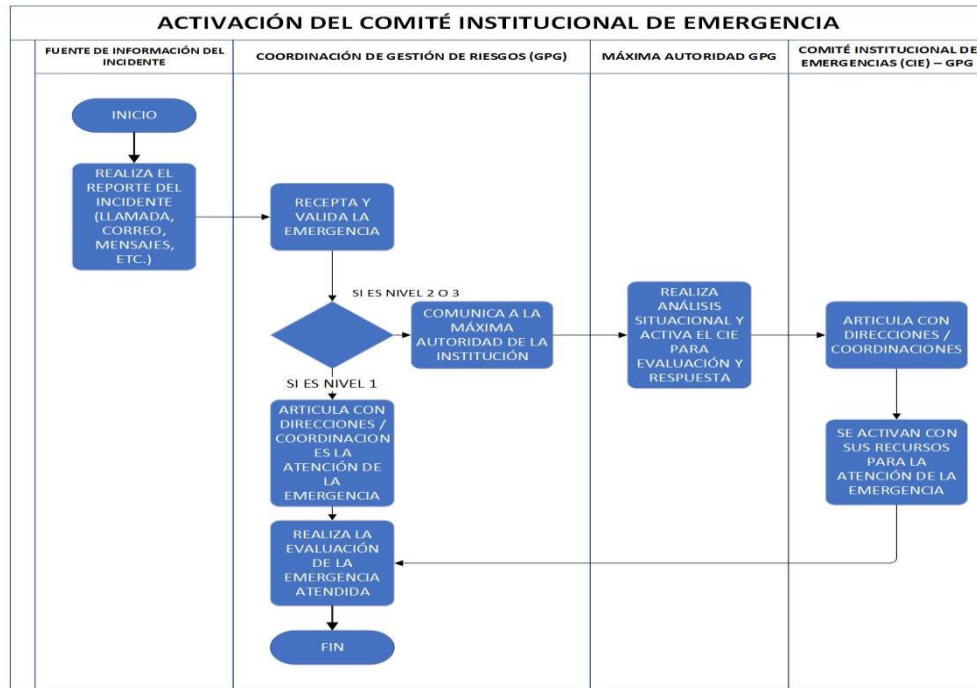 ACTIVACIÓN DEL COMITÉ INSTITUCIONAL DE EMERGENCIA
FUENTE DE INFORMACIÓN DEL
INCIDENTE
COORDINACIÓN DE GESTIÓN DE RIESGOS (GPG)
MÁXIMA AUTORIDAD GPG
COMITÉ INSTITUCIONAL DE
EMERGENCIAS (CIE) – GPG
INICIO
REALIZA EL
REPORTE DEL
INCIDENTE
(LLAMADA,
CORREO,
MENSAJES,
ETC.)
RECEPTA Y
VALIDA LA
EMERGENCIA
SI ES NIVEL 2 O 3
COMUNICA A LA
MÁXIMA
AUTORIDAD DE LA
INSTITUCIÓN
REALIZA
ANÁLISIS
SITUACIONAL Y
ACTIVA EL CIE
PARA
EVALUACIÓN Y
RESPUESTA
ARTICULA CON
DIRECCIONES /
COORDINACIONES
SI ES NIVEL 1
ARTICULA CON
DIRECCIONES /
COORDINACION
ES LA
ATENCIÓN DE
LA
EMERGENCIA
SE ACTIVAN CON
SUS RECURSOS
PARA LA
ATENCIÓN DE LA
EMERGENCIA
REALIZA LA
EVALUACIÓN
DE LA
EMERGENCIA
ATENDIDA
FIN